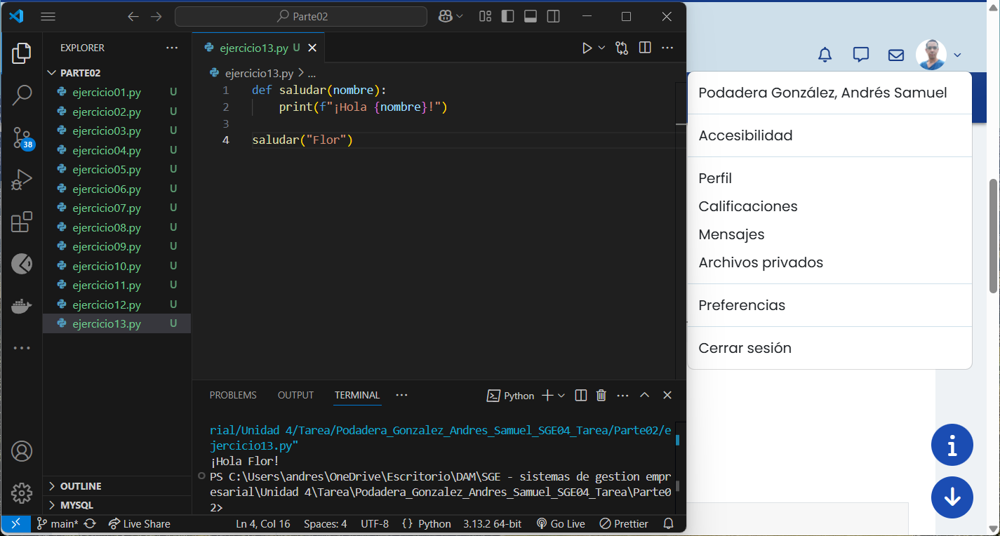 Parte02
EXPLORER
PARTE02
ejercicio01.py U
ejercicio02.py U
ejercicio03.py U
ejercicio04.py U
ejercicio05.py U
ejercicio06.py U
ejercicio07.py U
ejercicio08.py U
ejercicio09.py U
ejercicio10.py U
ejercicio11.py U
ejercicio12.py U
ejercicio13.py U
OUTLINE
MYSQL
38
ejercicio13.py U
ejercicio13.py > ...
1 def saludar(nombre):
2 print(f"¡Hola {nombre}!")
3
4 saludar("Flor")
PROBLEMS OUTPUT TERMINAL ... Python
rial/Unidad 4/Tarea/Podadera_Gonzalez_Andres_Samuel_SGE04_Tarea/Parte02/e
jercicio13.py"
¡Hola Flor!
PS C:\Users\andres\OneDrive\Escritorio\DAM\SGE - sistemas de gestion empr
esarial\Unidad 4\Tarea\Podadera_Gonzalez_Andres_Samuel_SGE04_Tarea\Parte0
2>
main* Live Share Ln 4, Col 16 Spaces: 4 UTF-8 {} Python 3.13.2 64-bit Go Live Prettier
Podadera González, Andrés Samuel
Accesibilidad
Perfil
Calificaciones
Mensajes
Archivos privados
Preferencias
Cerrar sesión